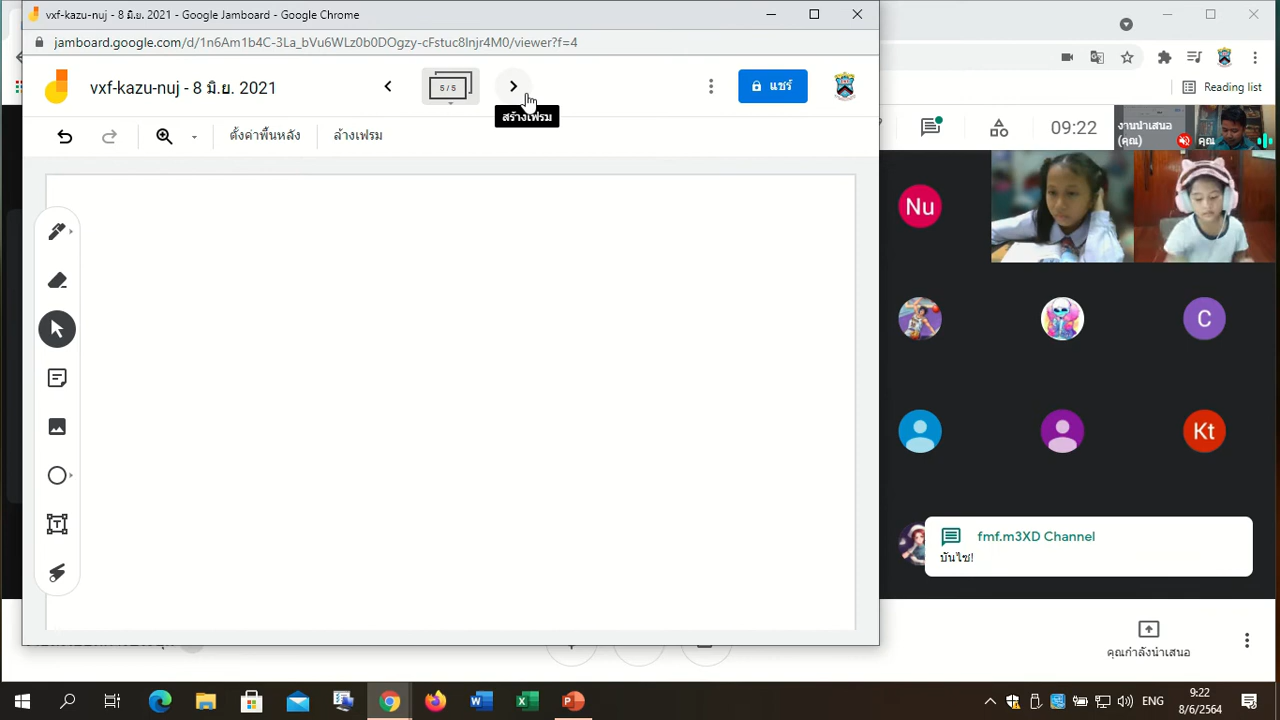 vxf-kazu-nuj - 8 มิ.ย. 2021 - Google Jamboard - Google Chrome
jamboard.google.com/d/1n6Am1b4C-3La_bVu6WLz0b0DOgzy-cFstuc8Injr4M0/viewer?f=4
vxf-kazu-nuj - 8 มิ.ย. 2021
5 / 5
แชร์
Reading list
สร้างเฟรม
ตั้งค่าพื้นหลัง
ล้างเฟรม
09:22
งานนำเสนอ
(คุณ)
คุณ
Nu
C
Kt
fmf.m3XD Channel
บันไซ!
คุณกำลังนำเสนอ
ENG
9:22
8/6/2564